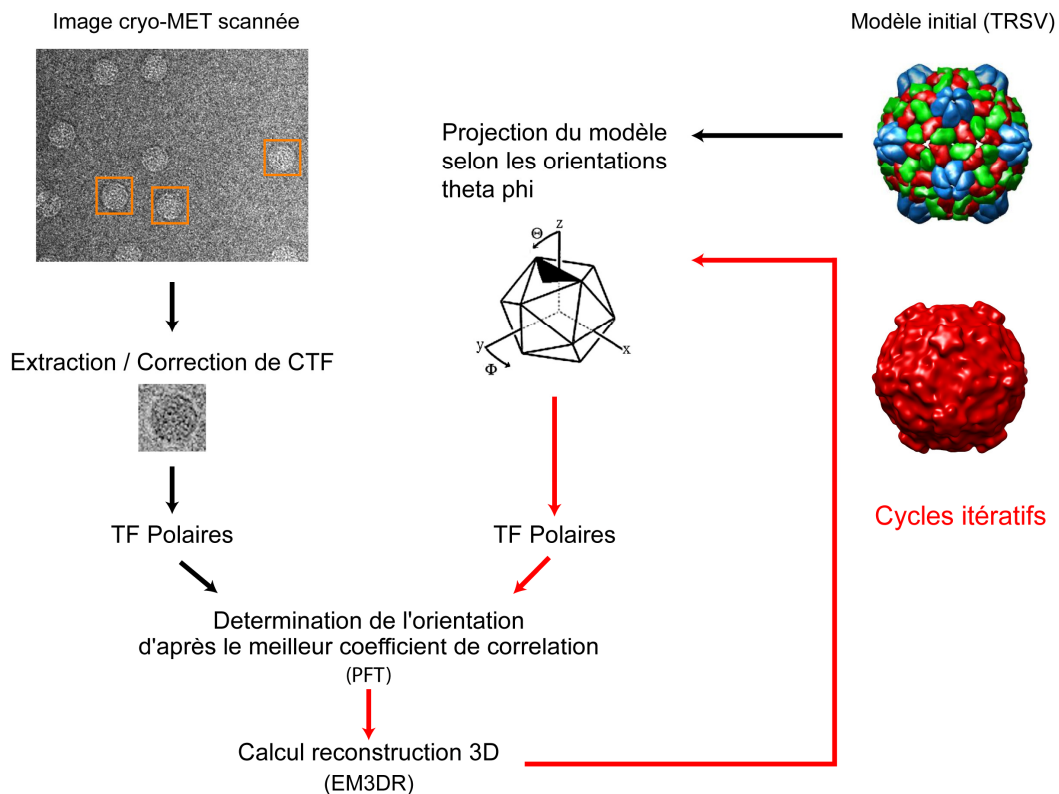 Image cryo-MET scannée
Modèle initial (TRSV)
Projection du modèle
selon les orientations
theta phi
Θ
z
y
x
Φ
Extraction / Correction de CTF
Cycles itératifs
TF Polaires
TF Polaires
Determination de l'orientation
d'après le meilleur coefficient de correlation
(PFT)
Calcul reconstruction 3D
(EM3DR)